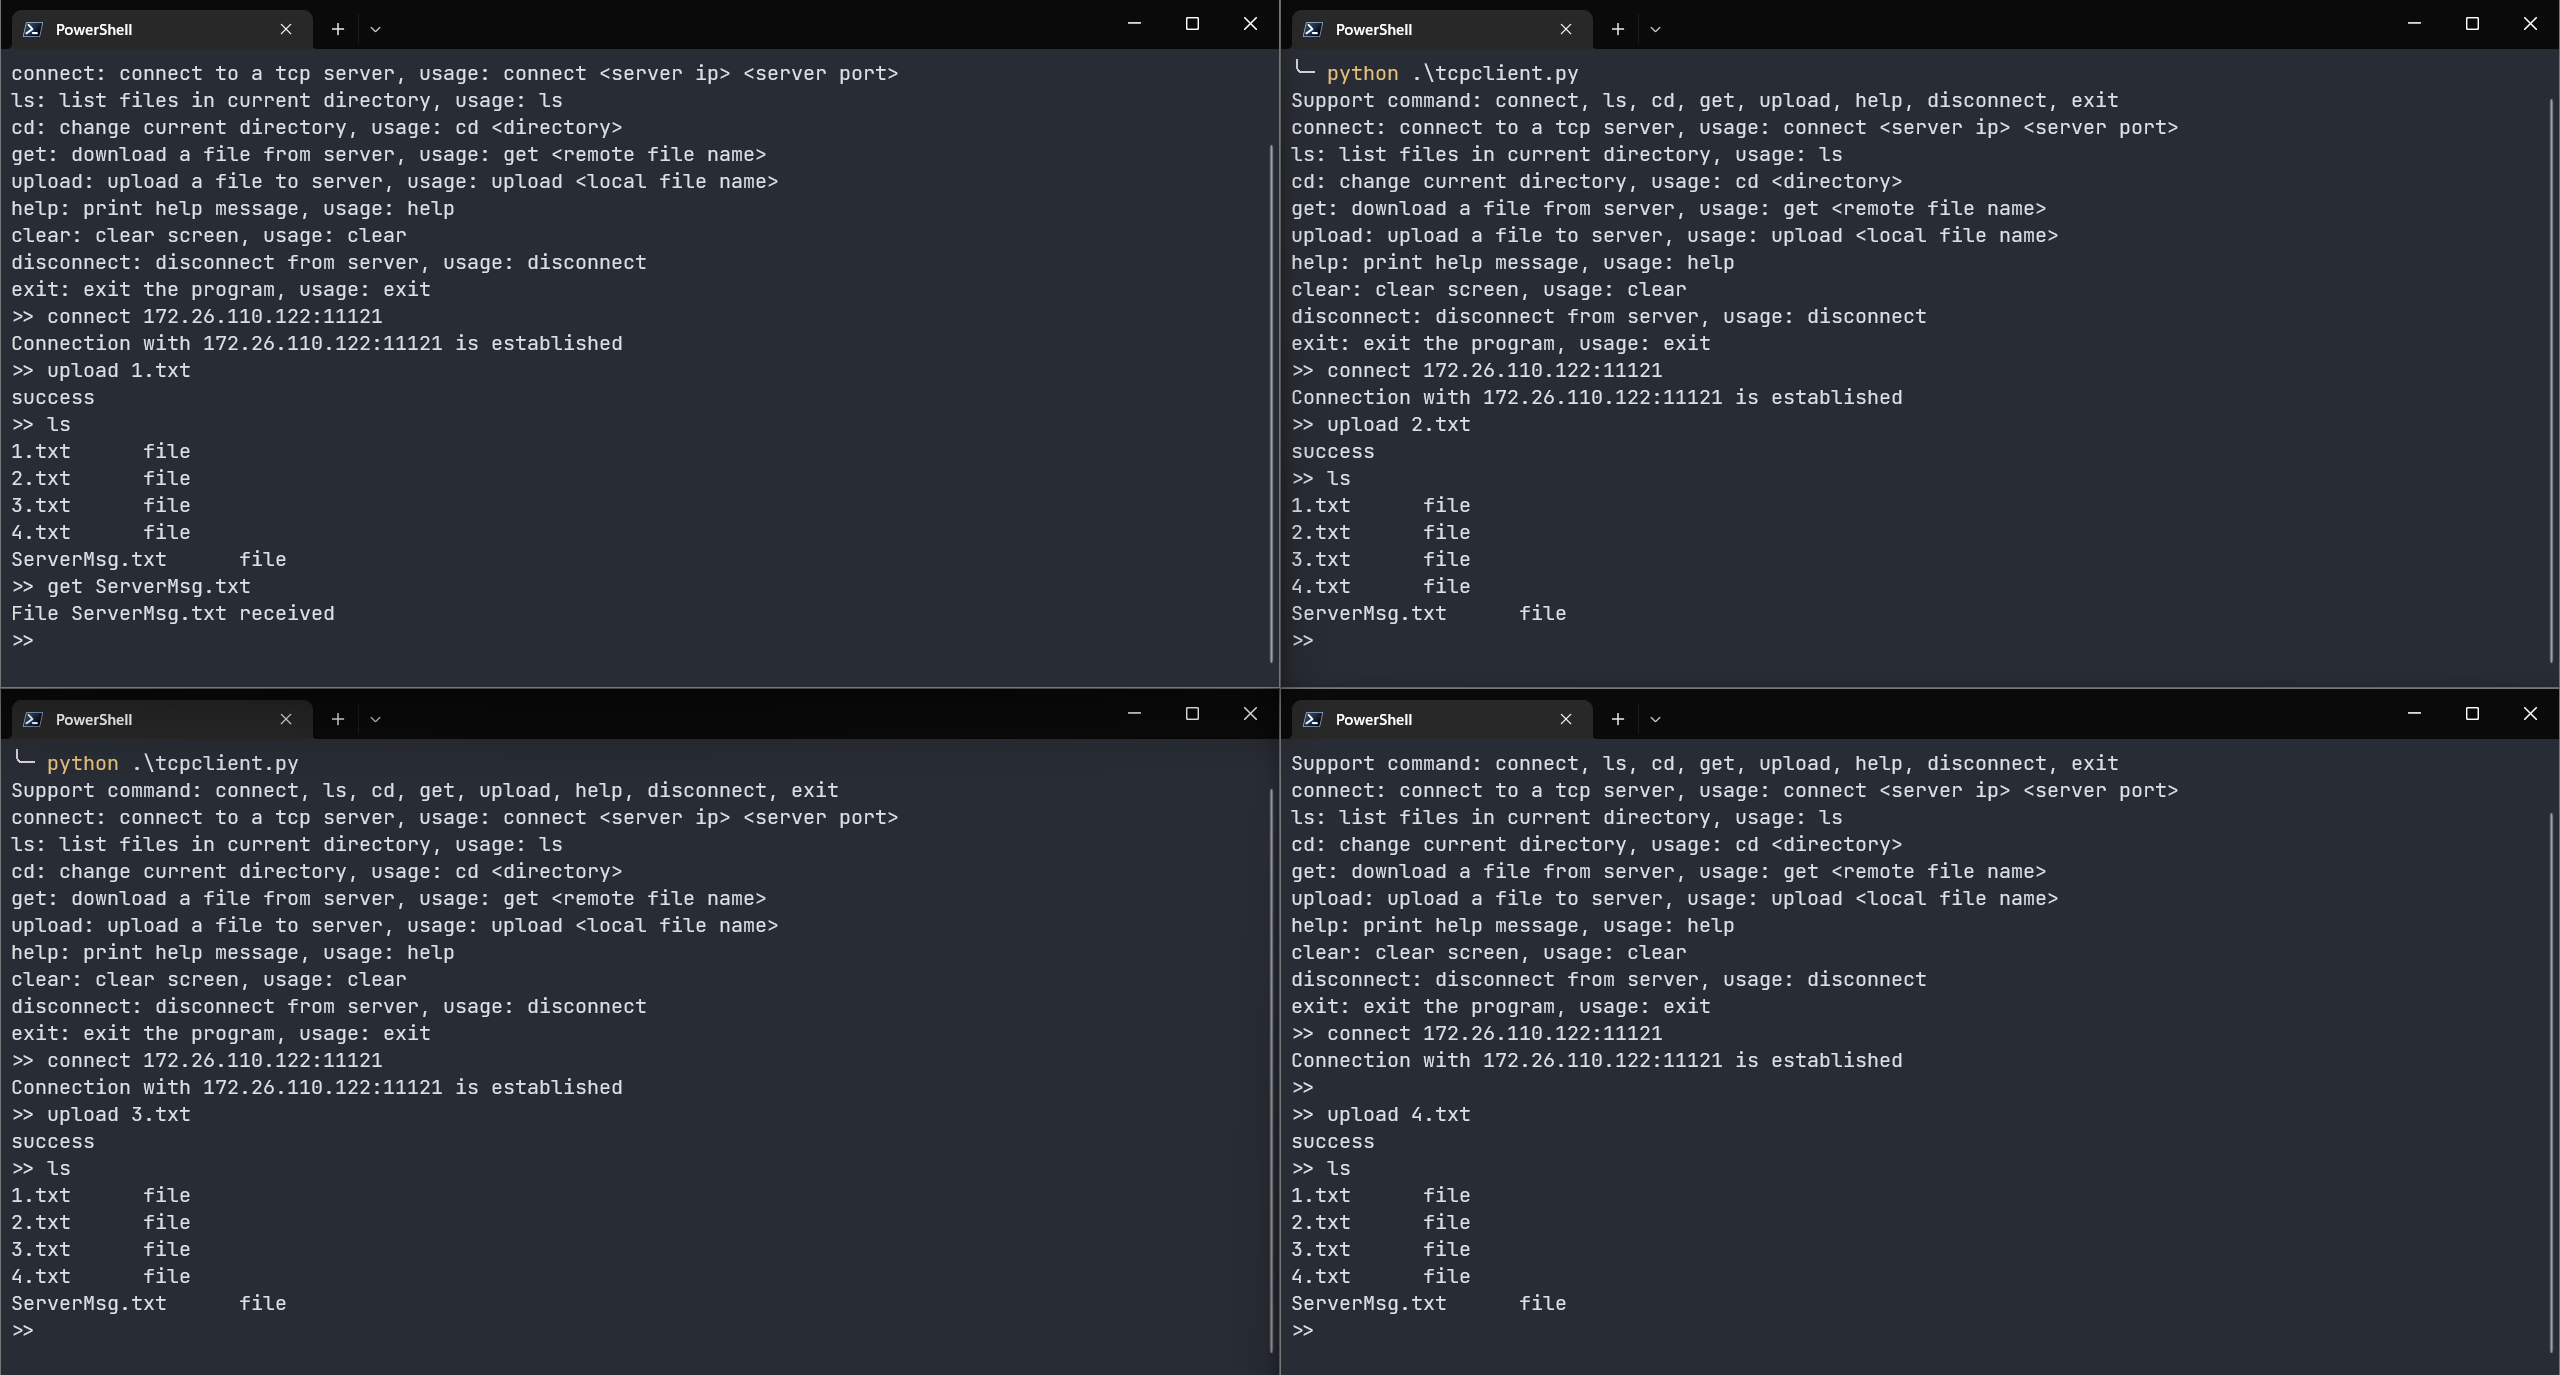 PowerShell
connect: connect to a tcp server, usage: connect <server ip> <server port>
ls: list files in current directory, usage: ls
cd: change current directory, usage: cd <directory>
get: download a file from server, usage: get <remote file name>
upload: upload a file to server, usage: upload <local file name>
help: print help message, usage: help
clear: clear screen, usage: clear
disconnect: disconnect from server, usage: disconnect
exit: exit the program, usage: exit
>> connect 172.26.110.122:11121
Connection with 172.26.110.122:11121 is established
>> upload 1.txt
success
>> ls
1.txt      file
2.txt      file
3.txt      file
4.txt      file
ServerMsg.txt      file
>> get ServerMsg.txt
File ServerMsg.txt received
>>
PowerShell
╰─ python .\tcpclient.py
Support command: connect, ls, cd, get, upload, help, disconnect, exit
connect: connect to a tcp server, usage: connect <server ip> <server port>
ls: list files in current directory, usage: ls
cd: change current directory, usage: cd <directory>
get: download a file from server, usage: get <remote file name>
upload: upload a file to server, usage: upload <local file name>
help: print help message, usage: help
clear: clear screen, usage: clear
disconnect: disconnect from server, usage: disconnect
exit: exit the program, usage: exit
>> connect 172.26.110.122:11121
Connection with 172.26.110.122:11121 is established
>> upload 2.txt
success
>> ls
1.txt      file
2.txt      file
3.txt      file
4.txt      file
ServerMsg.txt      file
>>
PowerShell
╰─ python .\tcpclient.py
Support command: connect, ls, cd, get, upload, help, disconnect, exit
connect: connect to a tcp server, usage: connect <server ip> <server port>
ls: list files in current directory, usage: ls
cd: change current directory, usage: cd <directory>
get: download a file from server, usage: get <remote file name>
upload: upload a file to server, usage: upload <local file name>
help: print help message, usage: help
clear: clear screen, usage: clear
disconnect: disconnect from server, usage: disconnect
exit: exit the program, usage: exit
>> connect 172.26.110.122:11121
Connection with 172.26.110.122:11121 is established
>> upload 3.txt
success
>> ls
1.txt      file
2.txt      file
3.txt      file
4.txt      file
ServerMsg.txt      file
>>
PowerShell
Support command: connect, ls, cd, get, upload, help, disconnect, exit
connect: connect to a tcp server, usage: connect <server ip> <server port>
ls: list files in current directory, usage: ls
cd: change current directory, usage: cd <directory>
get: download a file from server, usage: get <remote file name>
upload: upload a file to server, usage: upload <local file name>
help: print help message, usage: help
clear: clear screen, usage: clear
disconnect: disconnect from server, usage: disconnect
exit: exit the program, usage: exit
>> connect 172.26.110.122:11121
Connection with 172.26.110.122:11121 is established
>>
>> upload 4.txt
success
>> ls
1.txt      file
2.txt      file
3.txt      file
4.txt      file
ServerMsg.txt      file
>>